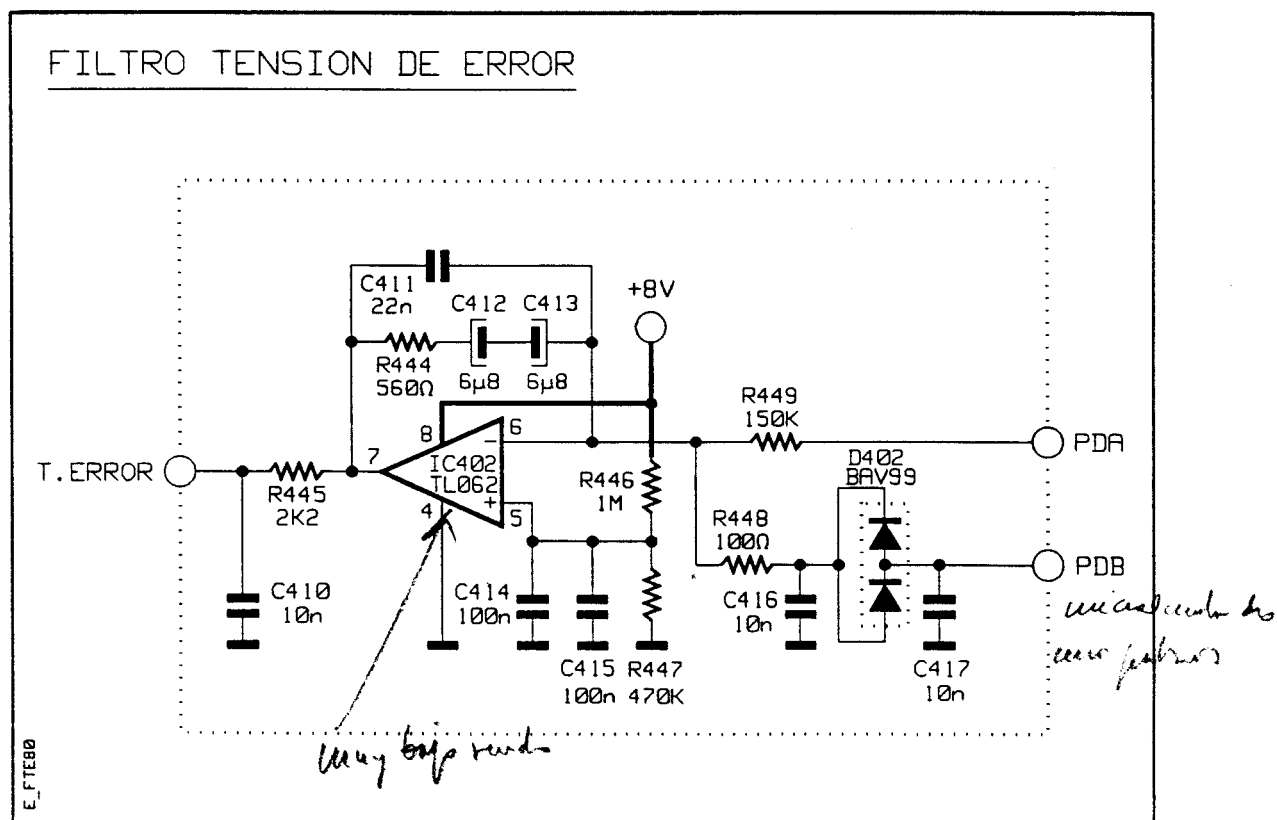 FILTRO TENSION DE ERROR
C411
22n
C412
C413
+8V
R444
560Ω
6µ8
6µ8
R449
150K
PDA
8
6
−
7
IC402
TL062
T.ERROR
R445
2K2
4
+
5
R446
1M
D402
BAV99
R448
100Ω
PDB
C410
10n
C414
100n
C416
10n
C415
100n
R447
470K
C417
10n
muy bajo
E_FTE80